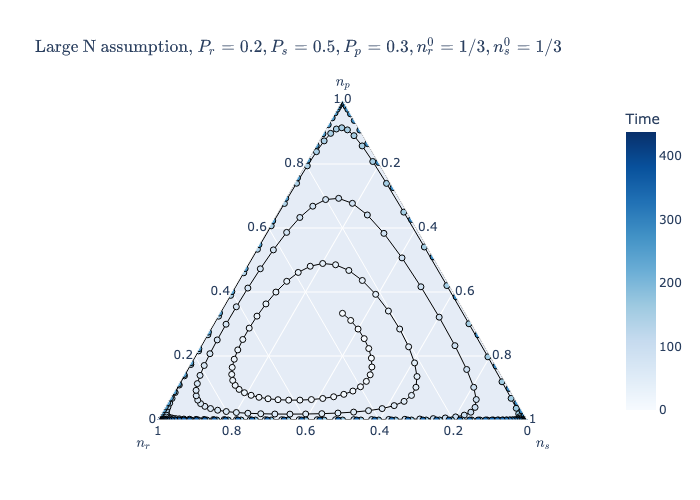 Large N assumption, $P_r = 0.2, P_s = 0.5, P_p = 0.3, n_r^0 = 1/3, n_s^0 = 1/3$
$n_p$
1.0
Time
400
0.8 0.2
300
0.6 0.4
200
0.4 0.6
100
0.2 0.8
0 1 0
1 0.8 0.6 0.4 0.2 0
$n_r$ $n_s$